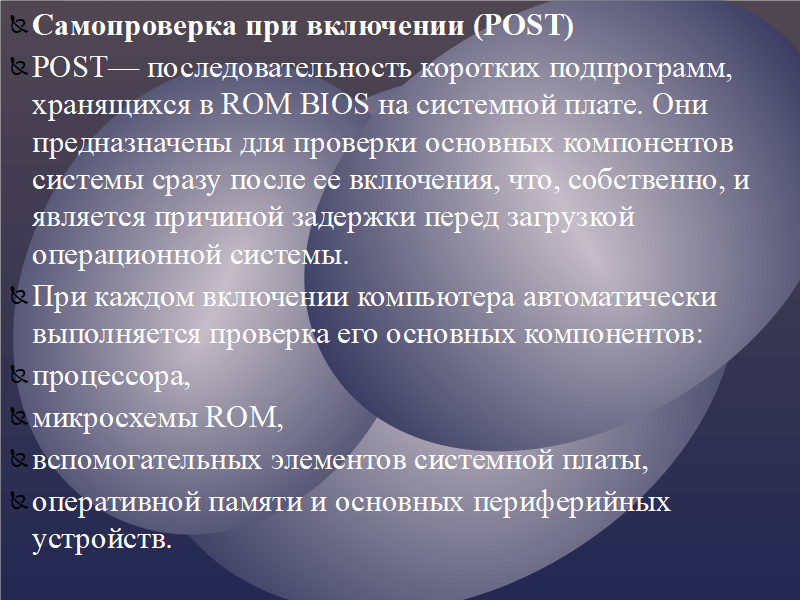 Самопроверка при включении (POST)
POST— последовательность коротких подпрограмм,
хранящихся в ROM BIOS на системной плате. Они
предназначены для проверки основных компонентов
системы сразу после ее включения, что, собственно, и
является причиной задержки перед загрузкой
операционной системы.
При каждом включении компьютера автоматически
выполняется проверка его основных компонентов:
процессора,
микросхемы ROM,
вспомогательных элементов системной платы,
оперативной памяти и основных периферийных
устройств.